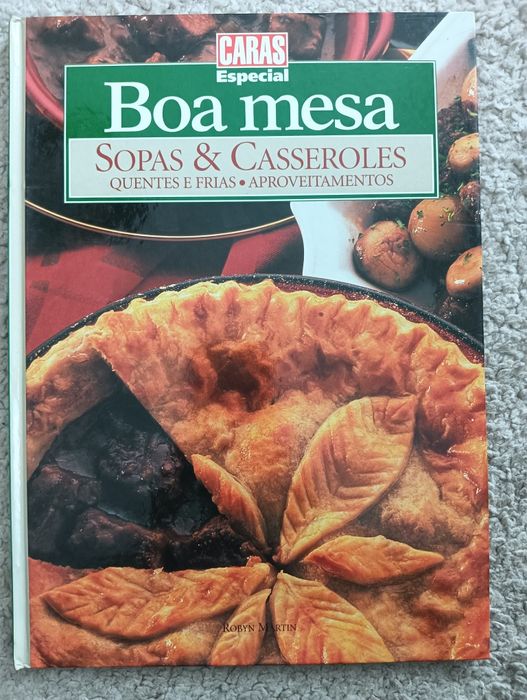 CARAS
Especial
Boa mesa
SOPAS & CASSEROLES
QUENTES E FRIAS • APROVEITAMENTOS
ROBYN MARTIN